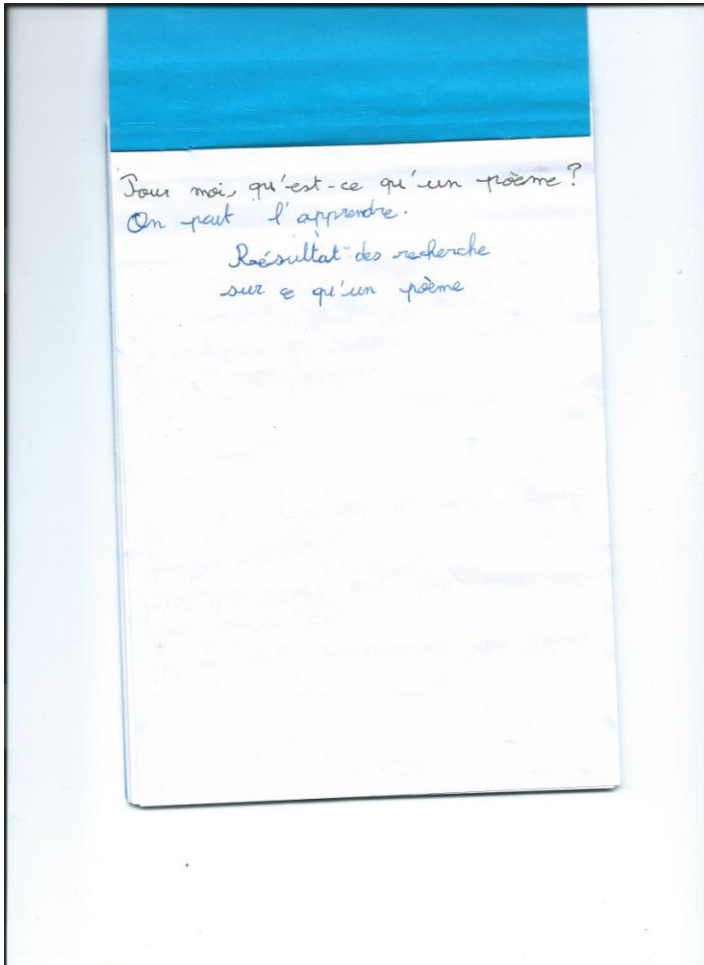 Pour moi, qu'est-ce qu'un poème ?
On peut l'apprendre.
Résultat des recherche
sur ce qu'un poème